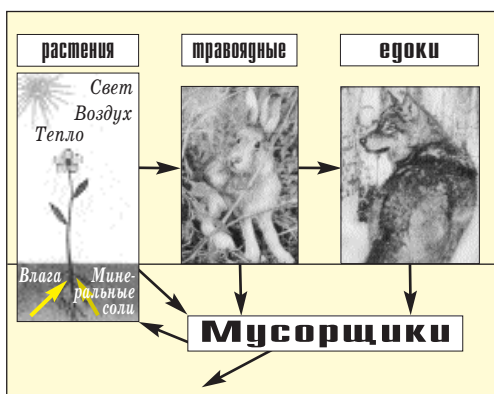 растения
травоядные
едоки
Свет
Воздух
Тепло
Влага
Мине-
ральные
соли
Мусорщики